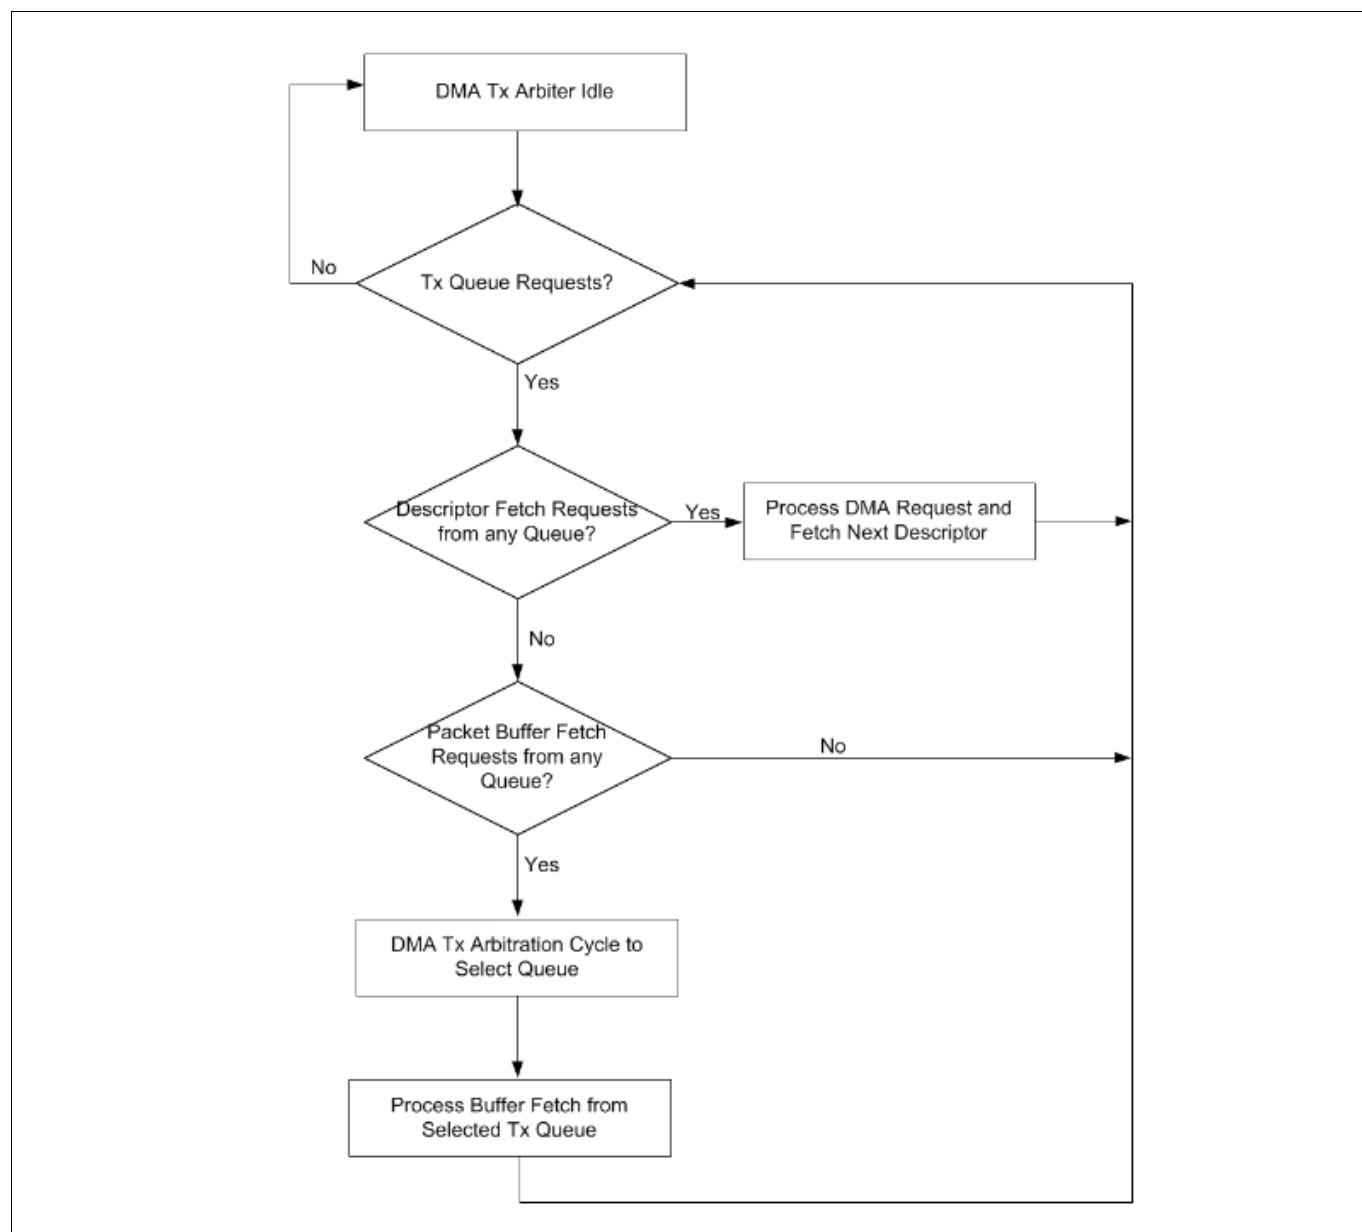 DMA Tx Arbiter Idle
No
Tx Queue Requests?
Yes
Descriptor Fetch Requests
from any Queue?
Yes
Process DMA Request and
Fetch Next Descriptor
No
Packet Buffer Fetch
Requests from any
Queue?
No
Yes
DMA Tx Arbitration Cycle to
Select Queue
Process Buffer Fetch from
Selected Tx Queue